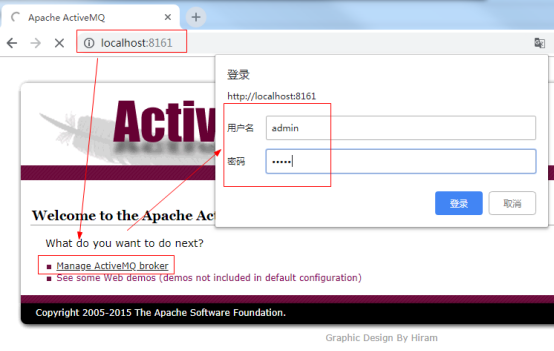 Apache ActiveMQ
localhost:8161
登录
http://localhost:8161
用户名 admin
密码 •••••
登录 取消
Activ
Welcome to the Apache Act
What do you want to do next?
Manage ActiveMQ broker
See some Web demos (demos not included in default configuration)
Copyright 2005-2015 The Apache Software Foundation.
Graphic Design By Hiram